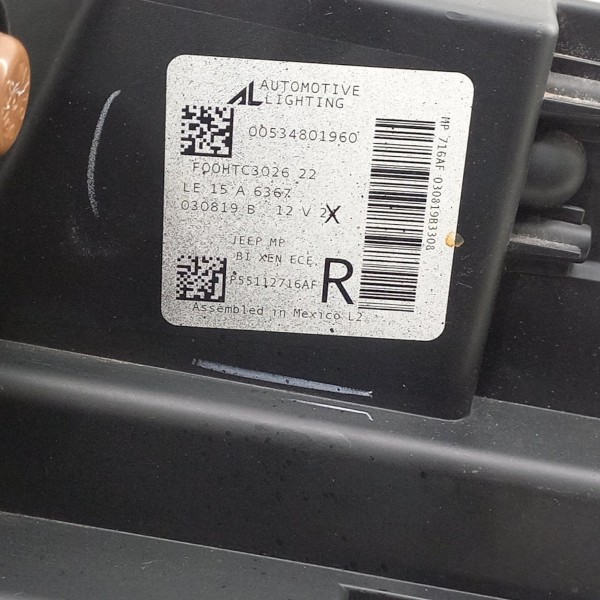 AL AUTOMOTIVE
LIGHTING
00534801960
F00HTC3026 22
LE 15 A 6367
030819 B 12 V 2X
JEEP MP
BI XEN ECE
P55112716AF
R
Assembled in Mexico L2
MP 716AF 030819B3308